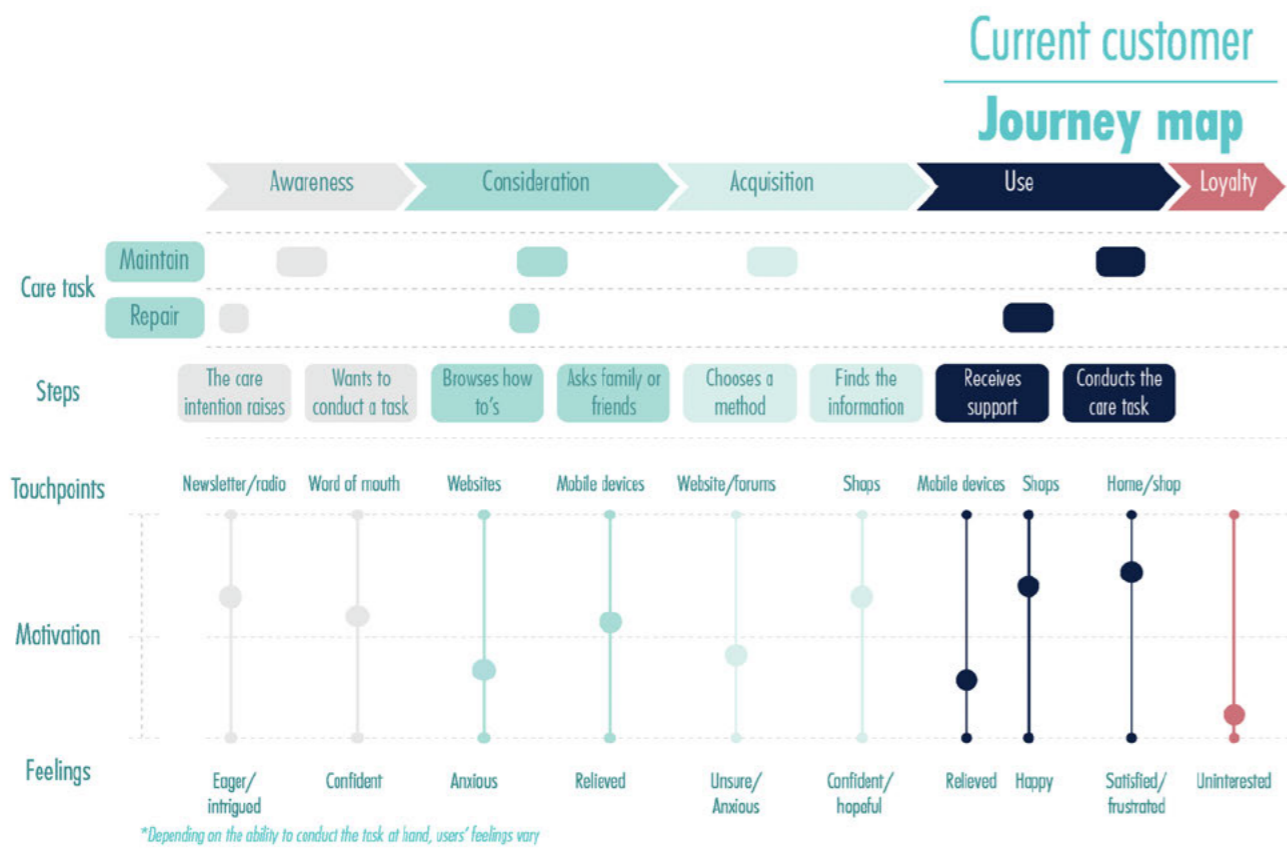 Current customer
Journey map
Awareness
Consideration
Acquisition
Use
Loyalty
Care task
Maintain
Repair
Steps
The care
intention raises
Wants to
conduct a task
Browses how
to's
Asks family or
friends
Chooses a
method
Finds the
information
Receives
support
Conducts the
care task
Touchpoints
Newsletter/radio
Word of mouth
Websites
Mobile devices
Website/forums
Shops
Mobile devices
Shops
Home/shop
Motivation
Feelings
Eager/
intrigued
Confident
Anxious
Relieved
Unsure/
Anxious
Confident/
hopeful
Relieved
Happy
Satisfied/
frustrated
Uninterested
*Depending on the ability to conduct the task at hand, users' feelings vary